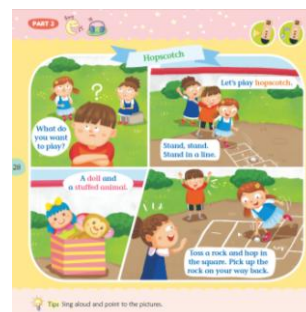 PART 3
Hopscotch
What do
you want
to play?
Let's play hopscotch.
Stand, stand.
Stand in a line.
28
A doll and
a stuffed animal.
Toss a rock and hop in
the square. Pick up the
rock on your way back.
Tips Sing aloud and point to the pictures.